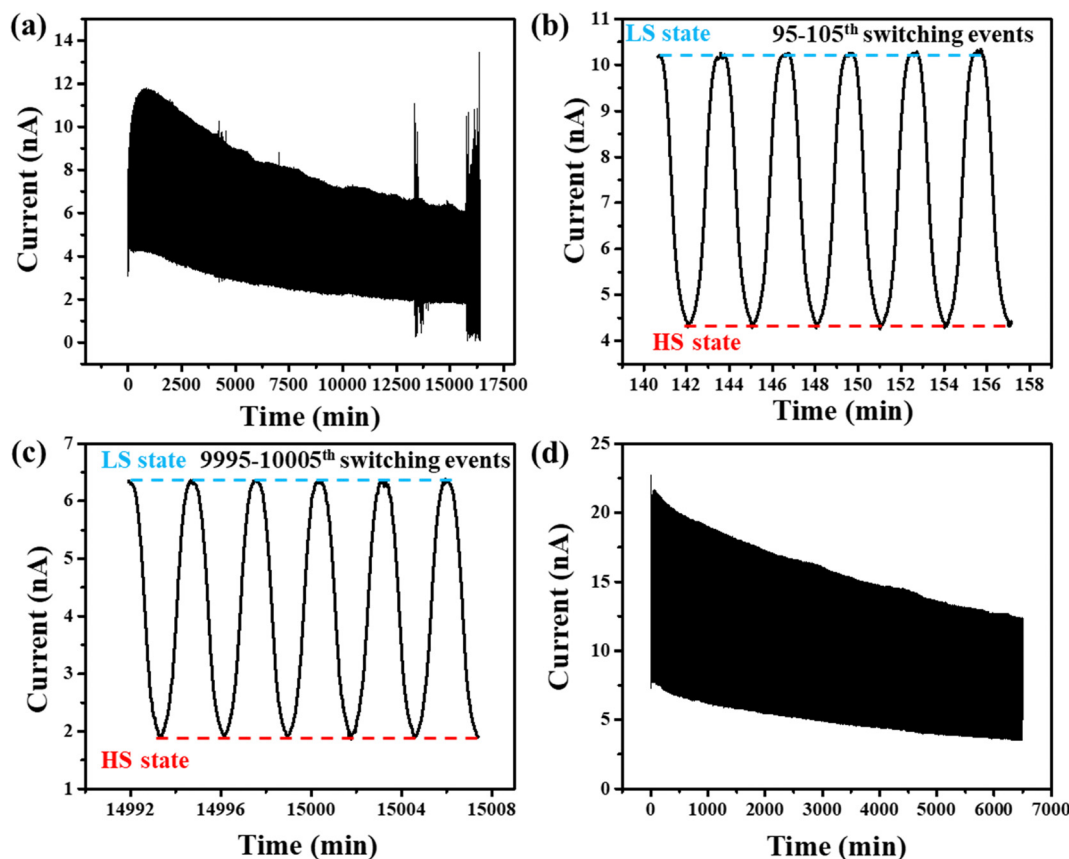 (a)
14
12
10
8
6
4
2
0
Current (nA)
0 2500 5000 7500 10000 12500 15000 17500
Time (min)
(b)
11
10
9
8
7
6
5
4
3
Current (nA)
LS state 95-105th switching events
HS state
140 142 144 146 148 150 152 154 156 158
Time (min)
(c)
7
6
5
4
3
2
1
Current (nA)
LS state 9995-10005th switching events
HS state
14992 14996 15000 15004 15008
Time (min)
(d)
25
20
15
10
5
0
Current (nA)
0 1000 2000 3000 4000 5000 6000 7000
Time (min)